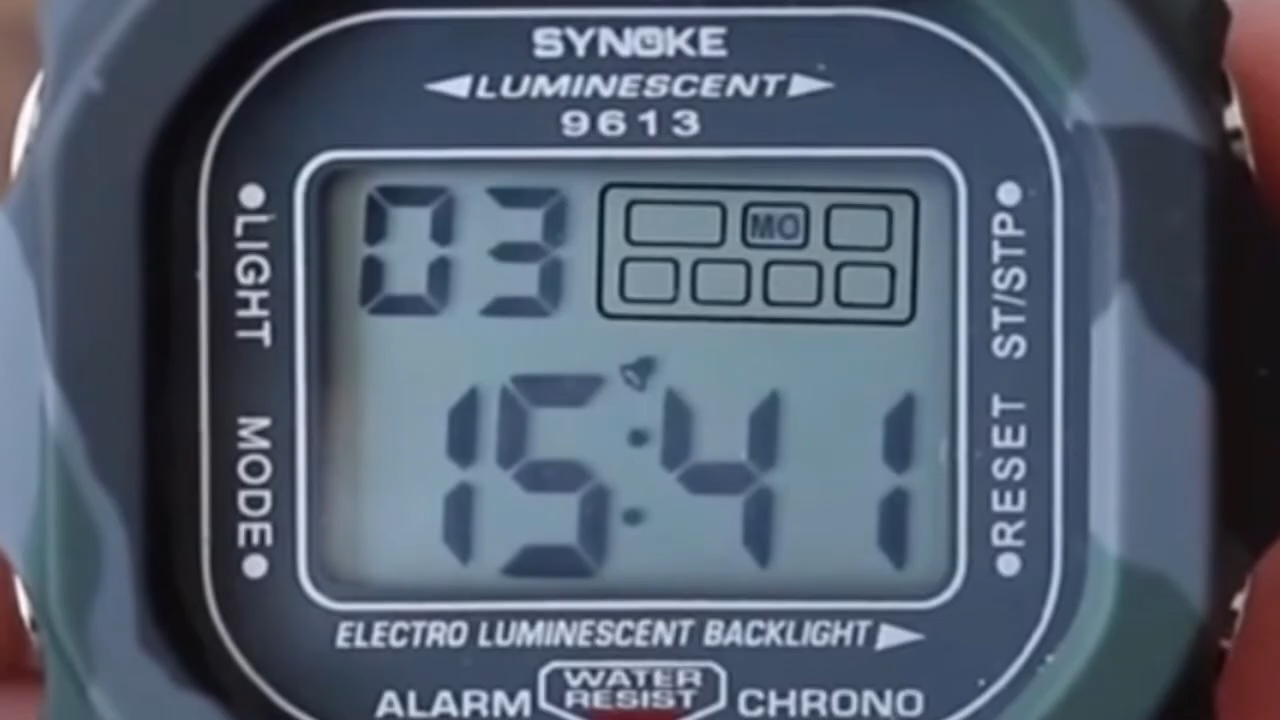 SYNOKE
LUMINESCENT
9613
LIGHT
MODE
ST/STP
RESET
03
MO
15:41
ELECTRO LUMINESCENT BACKLIGHT
ALARM WATER RESIST CHRONO